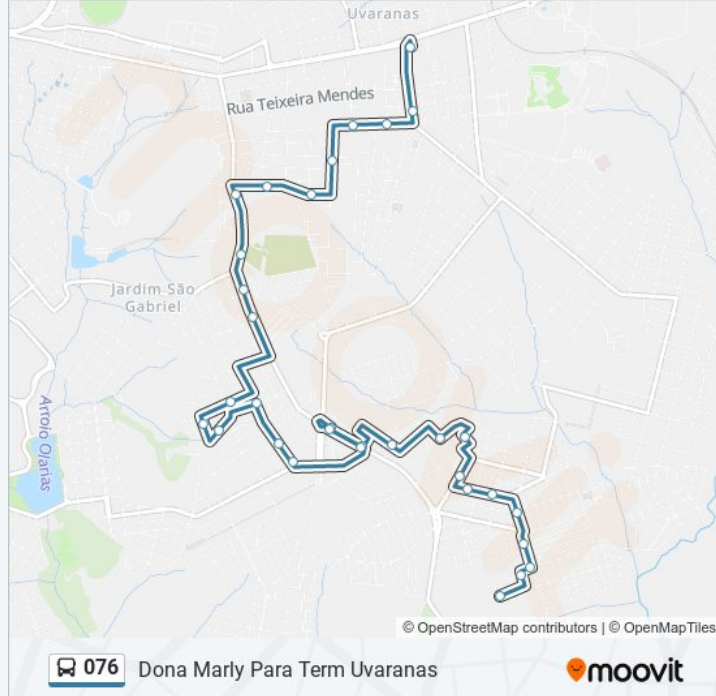 Uvaranas
Rua Teixeira Mendes
Jardim São
Gabriel
Arroio Olarias
© OpenStreetMap contributors | © OpenMapTiles
076 Dona Marly Para Term Uvaranas
moovit